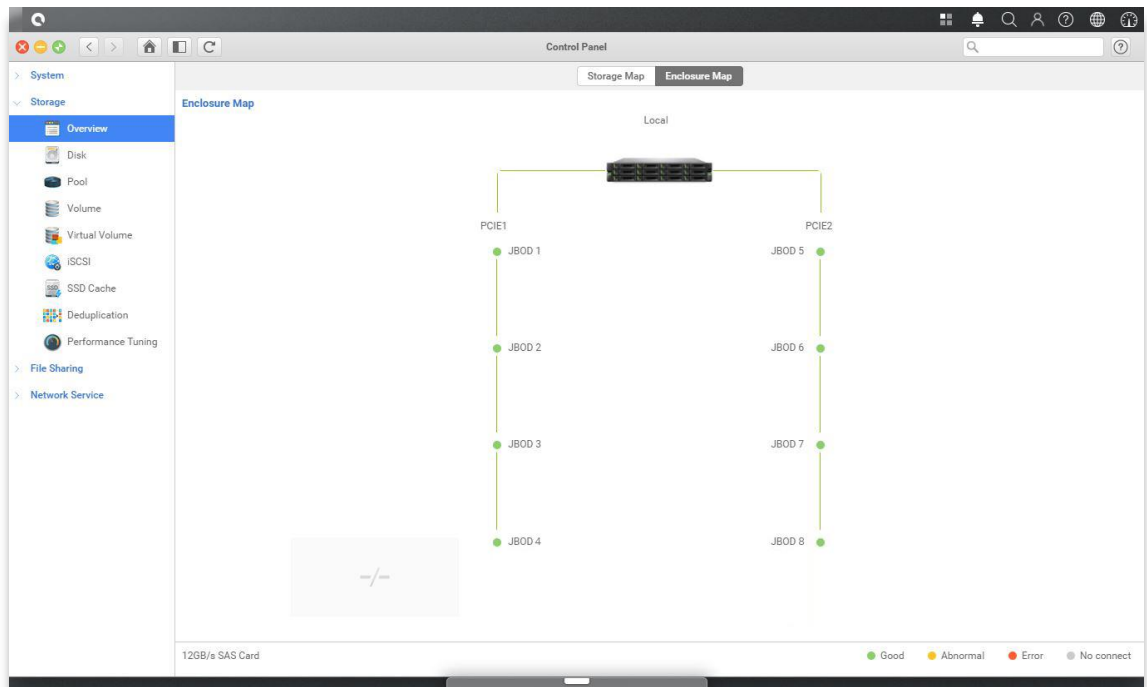 Control Panel
System
Storage
Overview
Disk
Pool
Volume
Virtual Volume
iSCSI
SSD Cache
Deduplication
Performance Tuning
File Sharing
Network Service
Storage Map
Enclosure Map
Enclosure Map
Local
PCIE1
PCIE2
JBOD 1
JBOD 5
JBOD 2
JBOD 6
JBOD 3
JBOD 7
JBOD 4
JBOD 8
-/-
12GB/s SAS Card
Good
Abnormal
Error
No connect